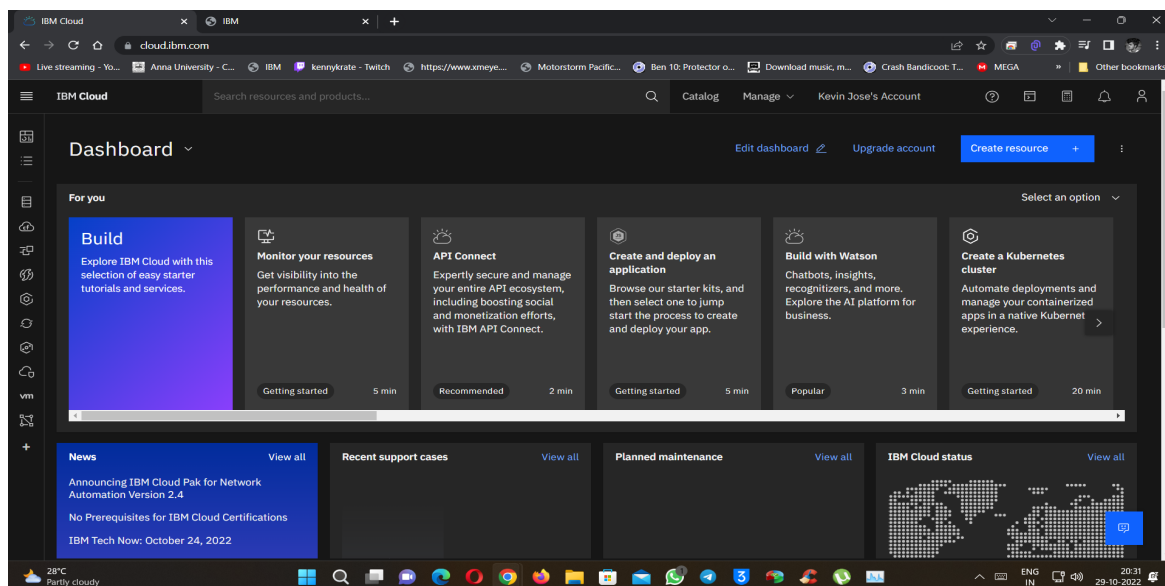 IBM Cloud
IBM
cloud.ibm.com
Live streaming - Yo...
Anna University - C...
IBM
kennykrate - Twitch
https://www.xmeye....
Motorstorm Pacific...
Ben 10: Protector o...
Download music, m...
Crash Bandicoot: T...
MEGA
»
Other bookmarks
IBM Cloud
Search resources and products...
Catalog
Manage
Kevin Jose's Account
Dashboard
Edit dashboard
Upgrade account
Create resource +
For you
Select an option
Build
Explore IBM Cloud with this
selection of easy starter
tutorials and services.
Monitor your resources
Get visibility into the
performance and health of
your resources.
Getting started
5 min
API Connect
Expertly secure and manage
your entire API ecosystem,
including boosting social
and monetization efforts,
with IBM API Connect.
Recommended
2 min
Create and deploy an
application
Browse our starter kits, and
then select one to jump
start the process to create
and deploy your app.
Getting started
5 min
Build with Watson
Chatbots, insights,
recognizers, and more.
Explore the AI platform for
business.
Popular
3 min
Create a Kubernetes
cluster
Automate deployments and
manage your containerized
apps in a native Kubernet
experience.
Getting started
20 min
vm
News
View all
Announcing IBM Cloud Pak for Network
Automation Version 2.4
No Prerequisites for IBM Cloud Certifications
IBM Tech Now: October 24, 2022
Recent support cases
View all
Planned maintenance
View all
IBM Cloud status
View all
28°C
Partly cloudy
ENG
IN
20:31
29-10-2022